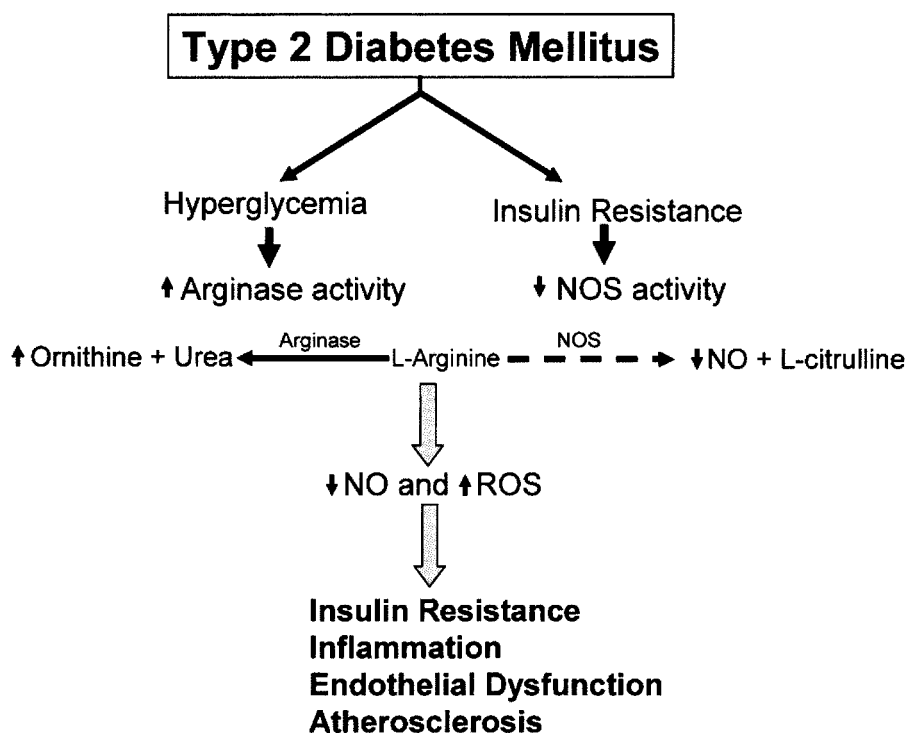 Type 2 Diabetes Mellitus
Hyperglycemia
Insulin Resistance
↑ Arginase activity
↓ NOS activity
↑ Ornithine + Urea
Arginase
L-Arginine
NOS
↓ NO + L-citrulline
↓ NO and ↑ ROS
Insulin Resistance
Inflammation
Endothelial Dysfunction
Atherosclerosis